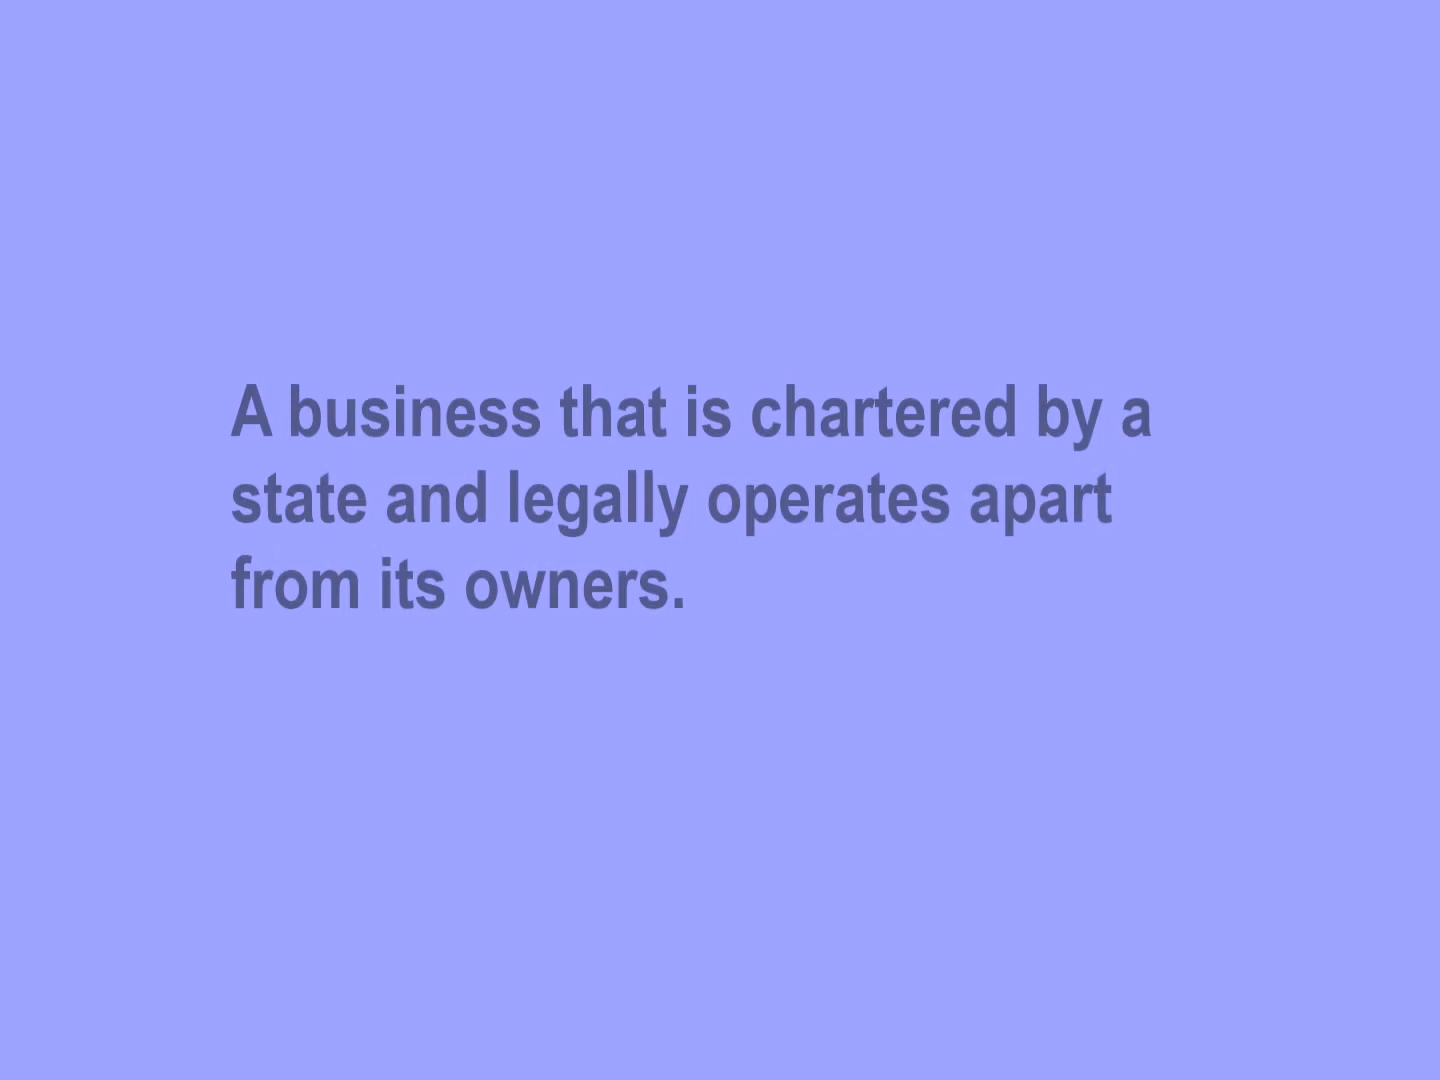 A business that is chartered by a
state and legally operates apart
from its owners.